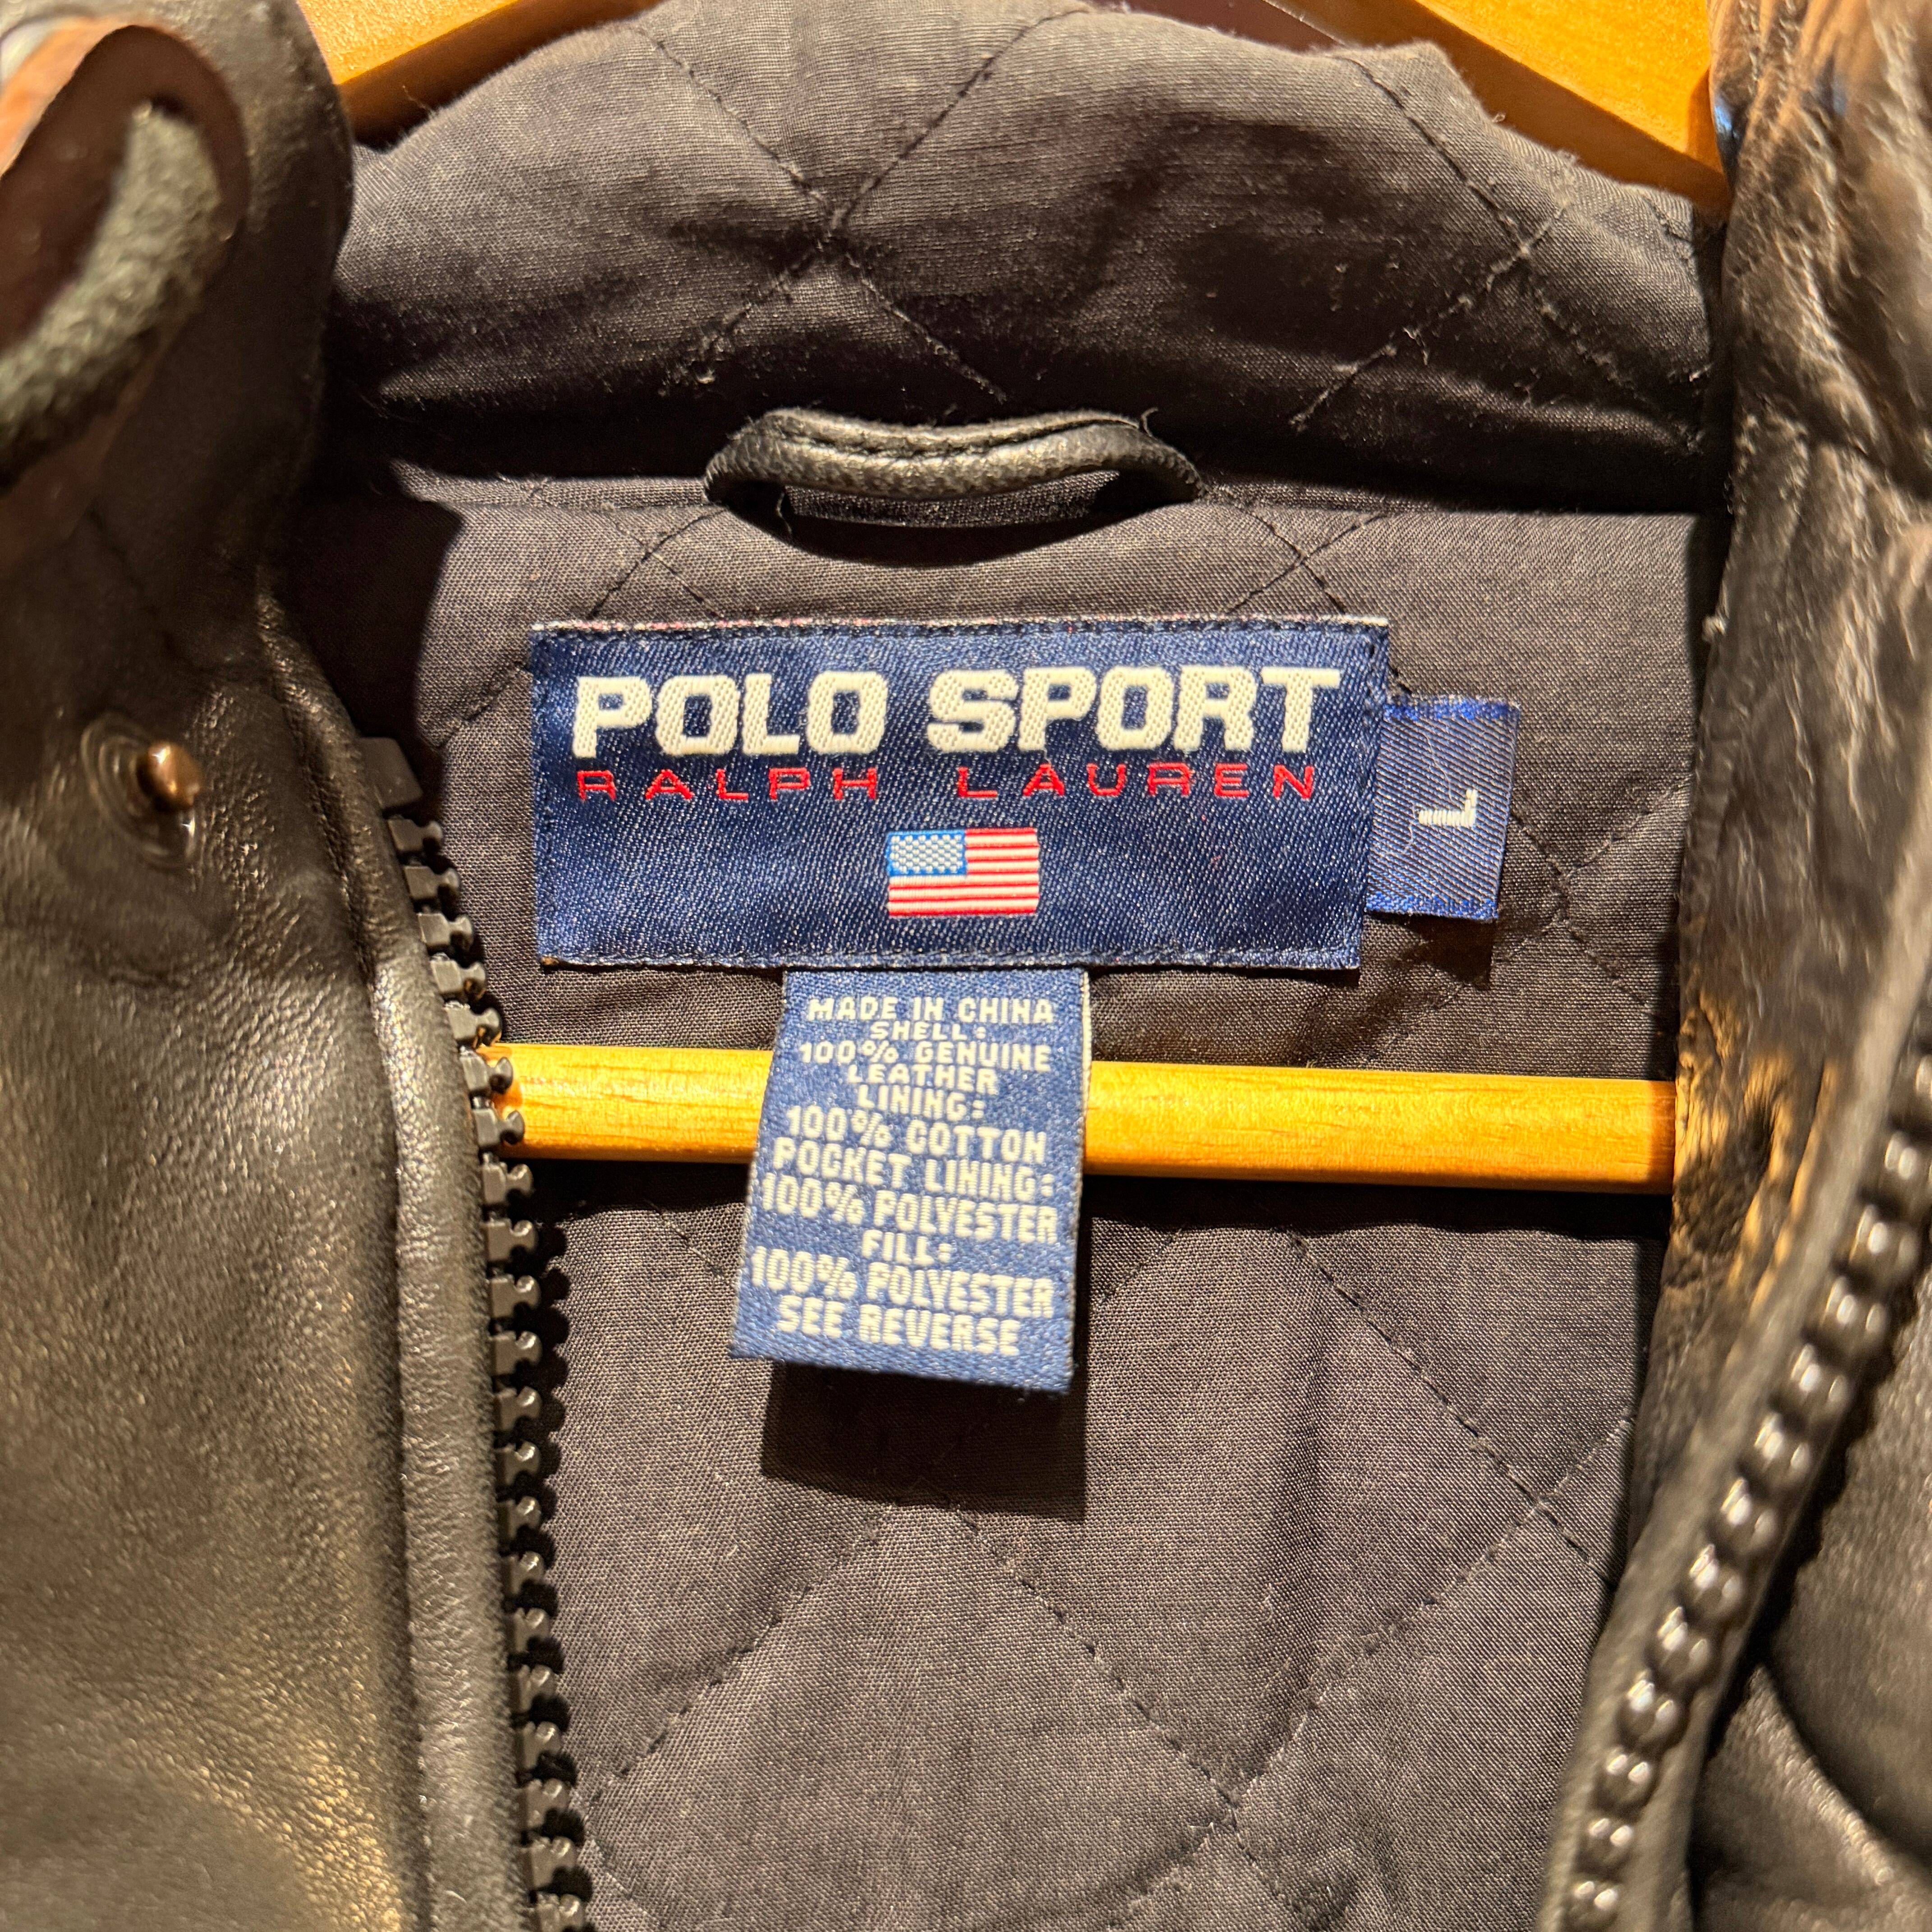 POLO SPORT
RALPH LAUREN
L
MADE IN CHINA
SHELL:
100% GENUINE
LEATHER
LINING:
100% COTTON
POCKET LINING:
100% POLYESTER
FILL:
100% POLYESTER
SEE REVERSE